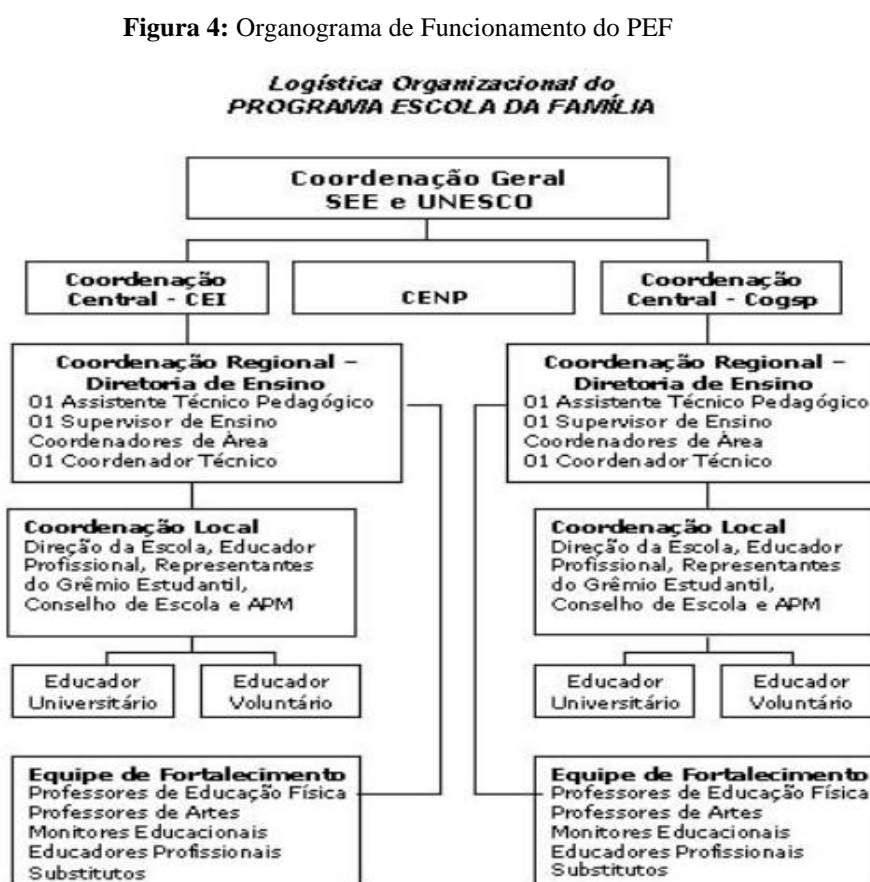 Figura 4: Organograma de Funcionamento do PEF
Logística Organizacional do
PROGRAMA ESCOLA DA FAMÍLIA
Coordenação Geral
SEE e UNESCO
Coordenação
Central - CEI
CENP
Coordenação
Central - Cogsp
Coordenação Regional –
Diretoria de Ensino
01 Assistente Técnico Pedagógico
01 Supervisor de Ensino
Coordenadores de Área
01 Coordenador Técnico
Coordenação Regional –
Diretoria de Ensino
01 Assistente Técnico Pedagógico
01 Supervisor de Ensino
Coordenadores de Área
01 Coordenador Técnico
Coordenação Local
Direção da Escola, Educador
Profissional, Representantes
do Grêmio Estudantil,
Conselho de Escola e APM
Coordenação Local
Direção da Escola, Educador
Profissional, Representantes
do Grêmio Estudantil,
Conselho de Escola e APM
Educador
Universitário
Educador
Voluntário
Educador
Universitário
Educador
Voluntário
Equipe de Fortalecimento
Professores de Educação Física
Professores de Artes
Monitores Educacionais
Educadores Profissionais
Substitutos
Equipe de Fortalecimento
Professores de Educação Física
Professores de Artes
Monitores Educacionais
Educadores Profissionais
Substitutos